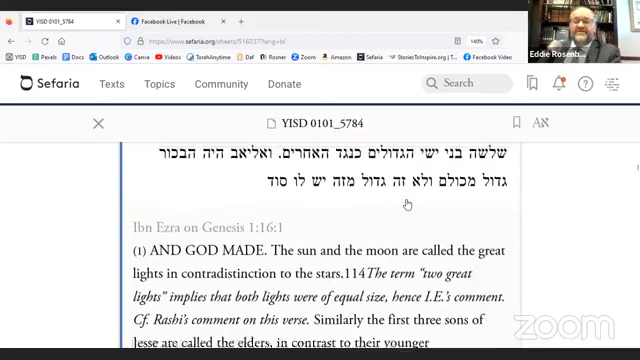 YISD 0101_5784
Facebook Live | Facebook
https://www.sefaria.org/sheets/516037?lang=bi
140%
YISD
Outlook
Canva
Pexels
Videos
TorahAnytime
Rosner
Zoom
Amazon
Sefaria
StoriesToInspire.org
Facebook Video
Eddie Rosenb...
Sefaria
Texts
Topics
Community
Donate
Search
YISD 0101_5784
שלשה בני ישי הגדולים כנגד האחרים. ואליאב היה הבכור
גדול מכולם ולא זה גדול מזה יש לו סוד
Ibn Ezra on Genesis 1:16:1
(1) AND GOD MADE. The sun and the moon are called the great
lights in contradistinction to the stars.114The term “two great
lights” implies that both lights were of equal size, hence I.E.’s comment.
Cf. Rashi’s comment on this verse. Similarly the first three sons of
Jesse are called the elders, in contrast to their younger
zoom